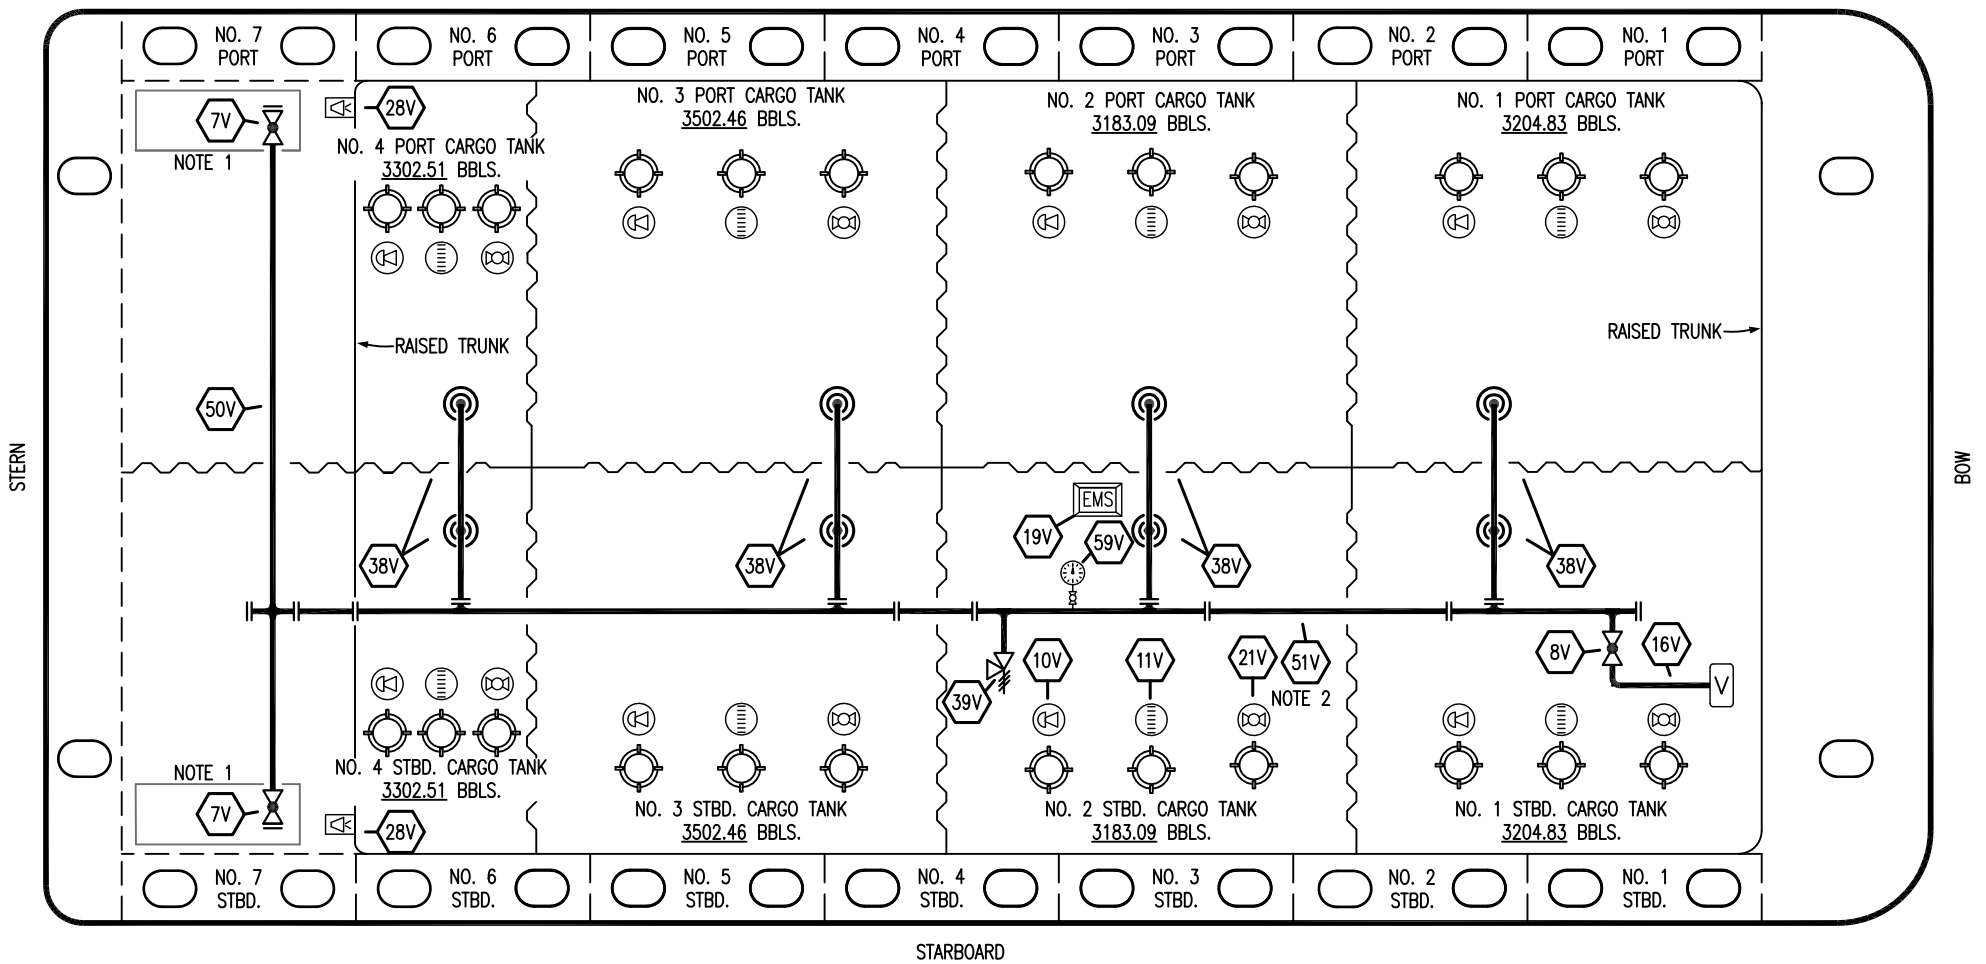 NO. 7
PORT
NO. 6
PORT
NO. 5
PORT
NO. 4
PORT
NO. 3
PORT
NO. 2
PORT
NO. 1
PORT
7V
NOTE 1
28V
NO. 4 PORT CARGO TANK
3302.51 BBLS.
NO. 3 PORT CARGO TANK
3502.46 BBLS.
NO. 2 PORT CARGO TANK
3183.09 BBLS.
NO. 1 PORT CARGO TANK
3204.83 BBLS.
RAISED TRUNK
RAISED TRUNK
50V
STERN
BOW
EMS
19V
59V
38V
38V
38V
38V
10V
11V
21V
51V
NOTE 2
39V
8V
16V
V
NOTE 1
7V
28V
NO. 4 STBD. CARGO TANK
3302.51 BBLS.
NO. 3 STBD. CARGO TANK
3502.46 BBLS.
NO. 2 STBD. CARGO TANK
3183.09 BBLS.
NO. 1 STBD. CARGO TANK
3204.83 BBLS.
NO. 7
STBD.
NO. 6
STBD.
NO. 5
STBD.
NO. 4
STBD.
NO. 3
STBD.
NO. 2
STBD.
NO. 1
STBD.
STARBOARD